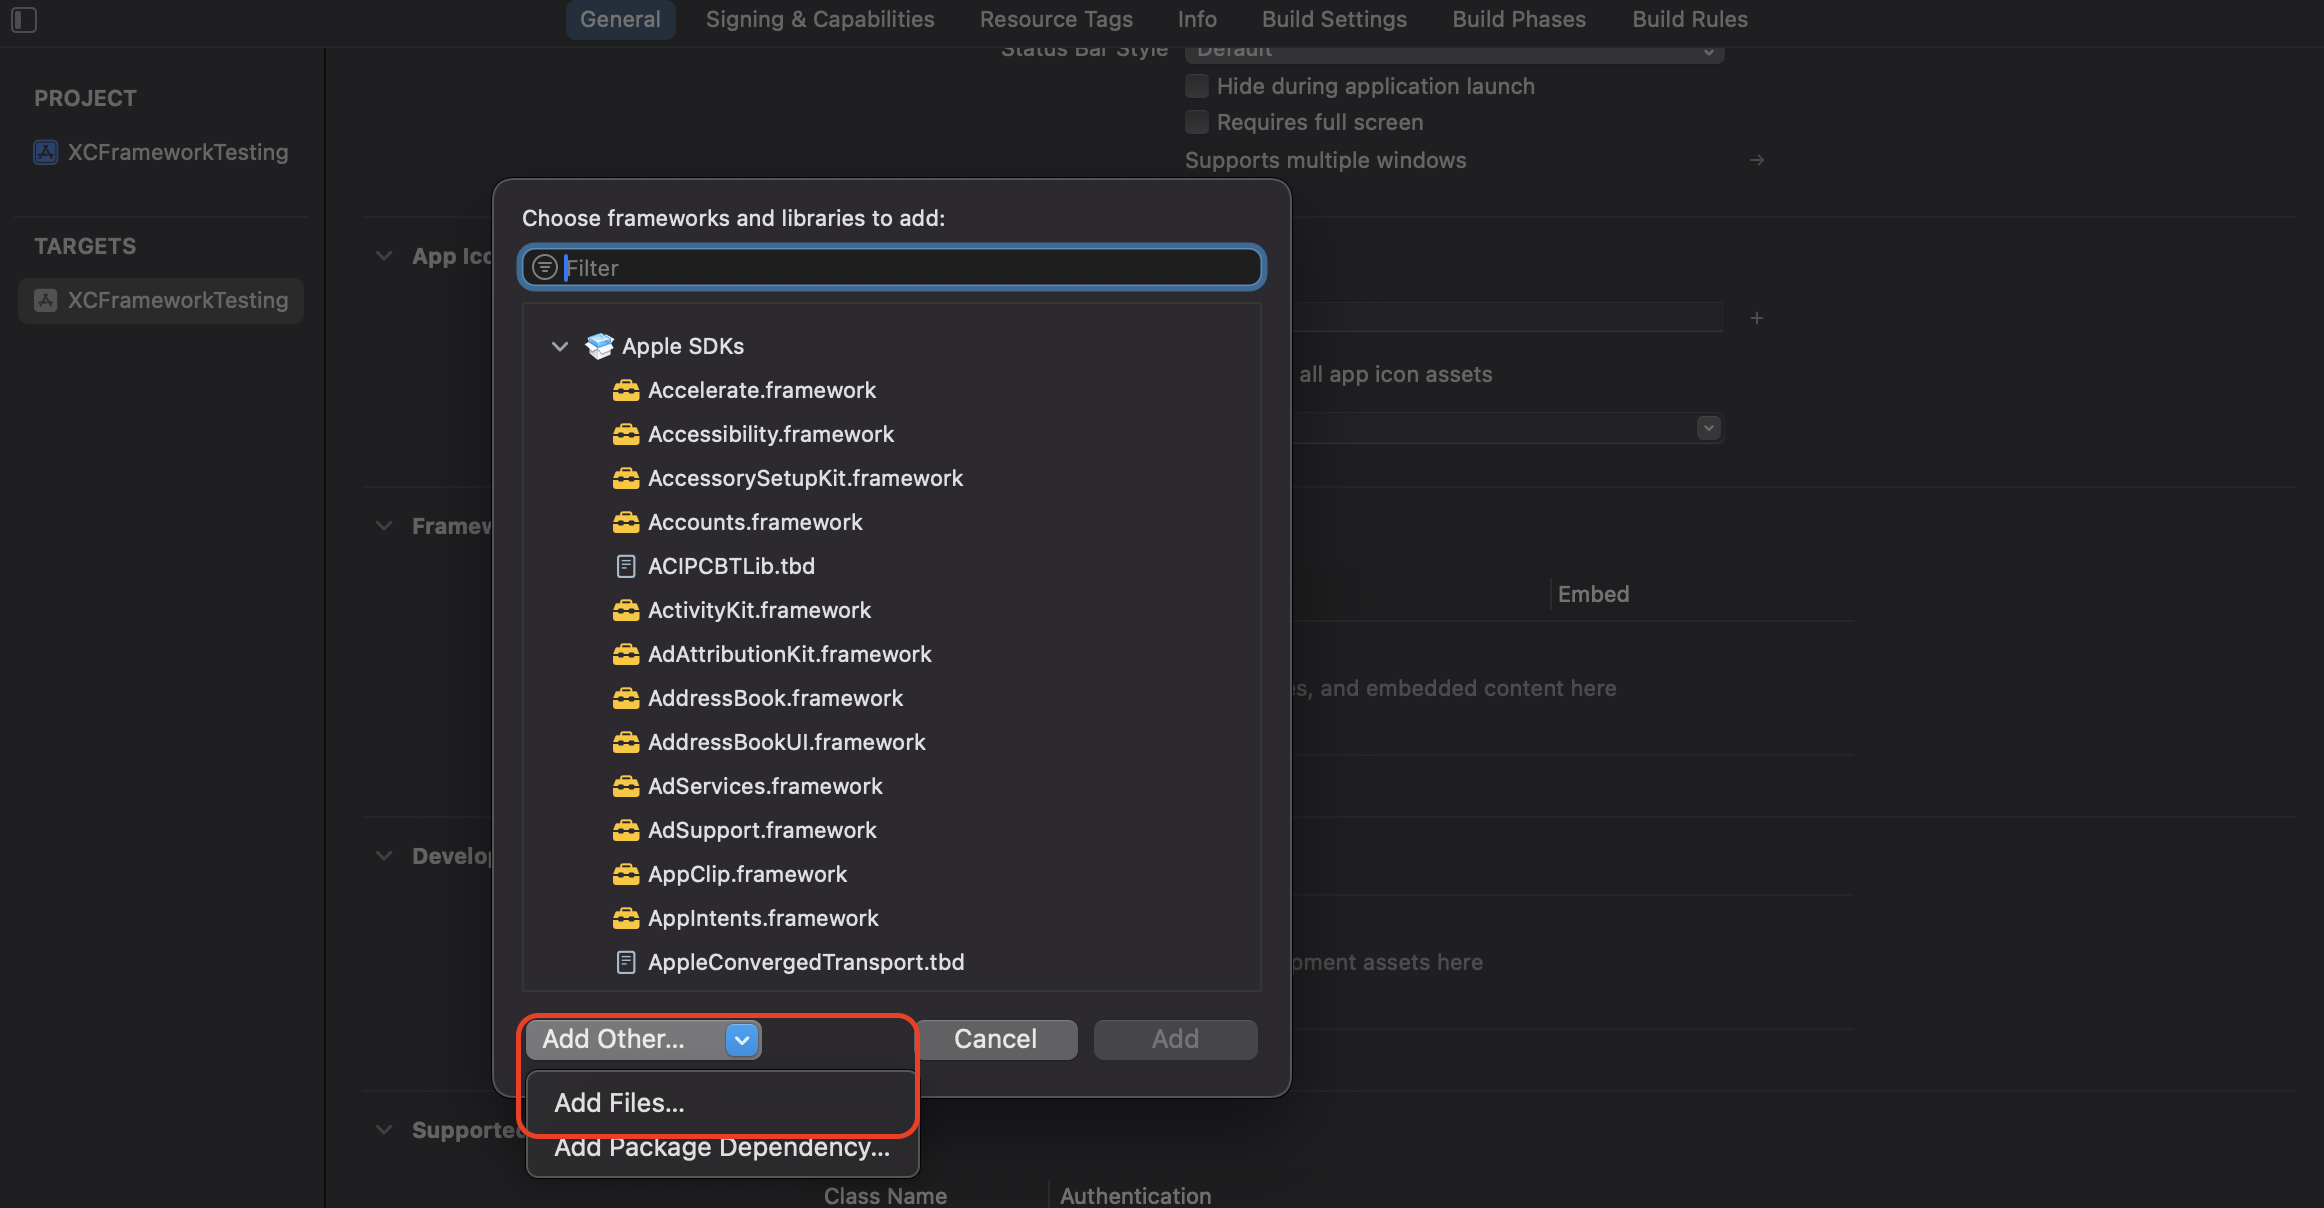 General
Signing & Capabilities
Resource Tags
Info
Build Settings
Build Phases
Build Rules
Status Bar Style
Default
Hide during application launch
Requires full screen
Supports multiple windows
PROJECT
XCFrameworkTesting
TARGETS
XCFrameworkTesting
App Ico
all app icon assets
Framew
Embed
es, and embedded content here
Develop
pment assets here
Supported
Class Name
Authentication
Choose frameworks and libraries to add:
Filter
Apple SDKs
Accelerate.framework
Accessibility.framework
AccessorySetupKit.framework
Accounts.framework
ACIPCBTLib.tbd
ActivityKit.framework
AdAttributionKit.framework
AddressBook.framework
AddressBookUI.framework
AdServices.framework
AdSupport.framework
AppClip.framework
AppIntents.framework
AppleConvergedTransport.tbd
Add Other...
Cancel
Add
Add Files...
Add Package Dependency...